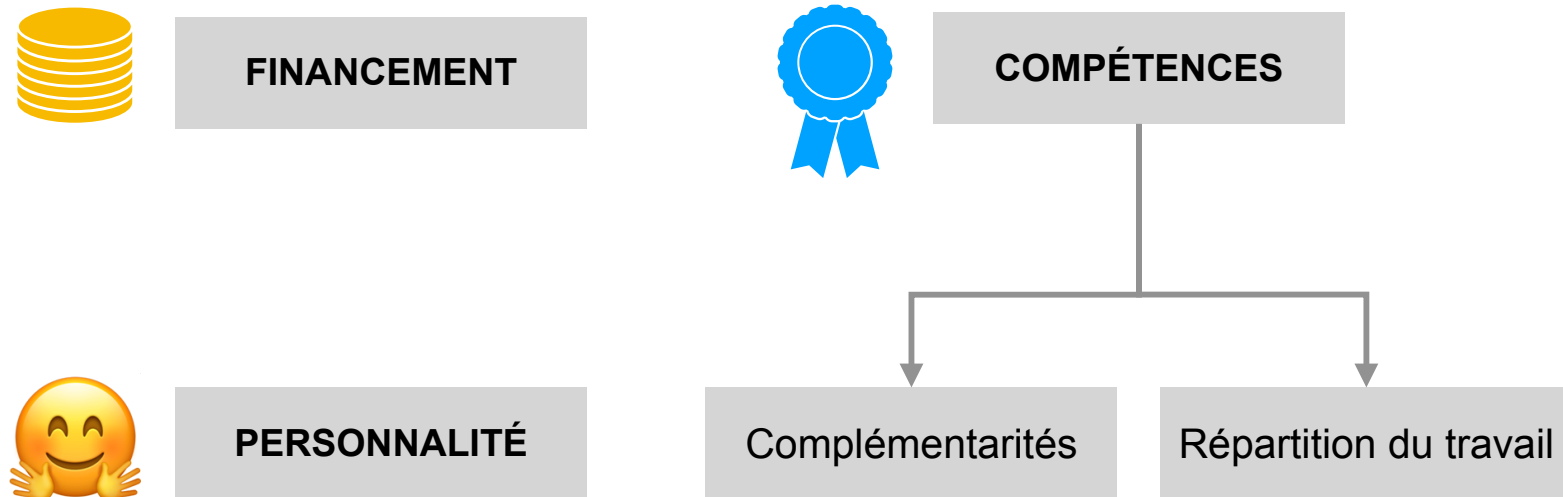 FINANCEMENT
COMPÉTENCES
PERSONNALITÉ
Complémentarités
Répartition du travail